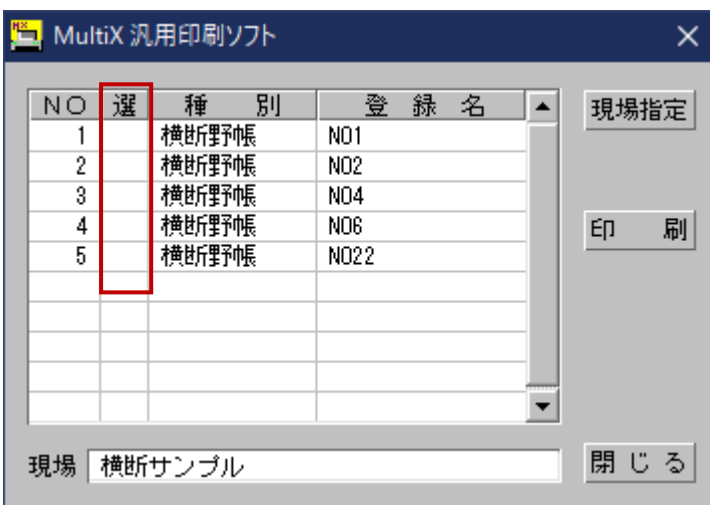 MultiX 汎用印刷ソフト
NO 選 種 別 登 録 名 現場指定
1 横断野帳 NO1
2 横断野帳 NO2
3 横断野帳 NO4
4 横断野帳 NO6 印 刷
5 横断野帳 NO22
現場 横断サンプル 閉じる